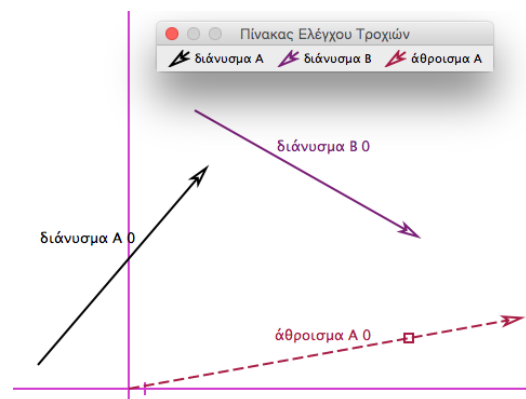 Πίνακας Ελέγχου Τροχιών
διάνυσμα A διάνυσμα B άθροισμα A
διάνυσμα B 0
διάνυσμα A 0
άθροισμα A 0